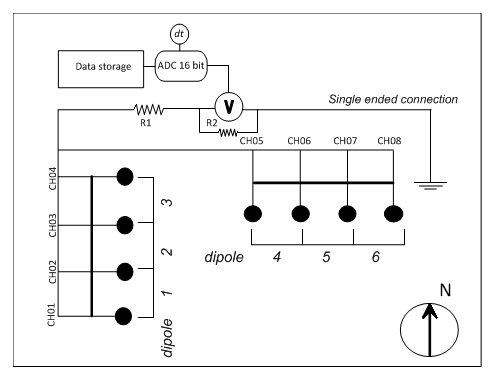 dt
Data storage
ADC 16 bit
V
Single ended connection
R1
R2
CH05 CH06 CH07 CH08
CH04
CH03
CH02
CH01
3
2
1
dipole
dipole 4 5 6
N